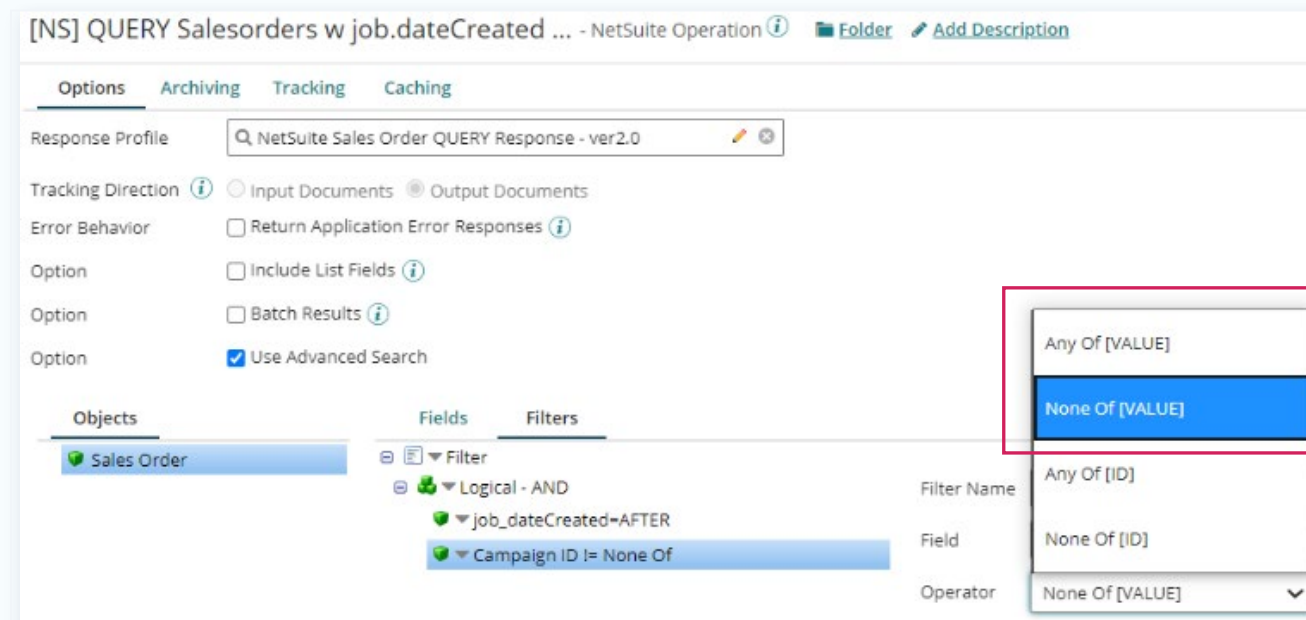 [NS] QUERY Salesorders w job.dateCreated ... - NetSuite Operation i Folder Add Description
Options Archiving Tracking Caching
Response Profile NetSuite Sales Order QUERY Response - ver2.0
Tracking Direction i Input Documents Output Documents
Error Behavior Return Application Error Responses i
Option Include List Fields i
Option Batch Results i
Option Use Advanced Search
Any Of [VALUE]
None Of [VALUE]
Any Of [ID]
None Of [ID]
Objects Fields Filters
Sales Order
Filter
Logical - AND
job_dateCreated=AFTER
Campaign ID != None Of
Filter Name
Field
Operator None Of [VALUE]